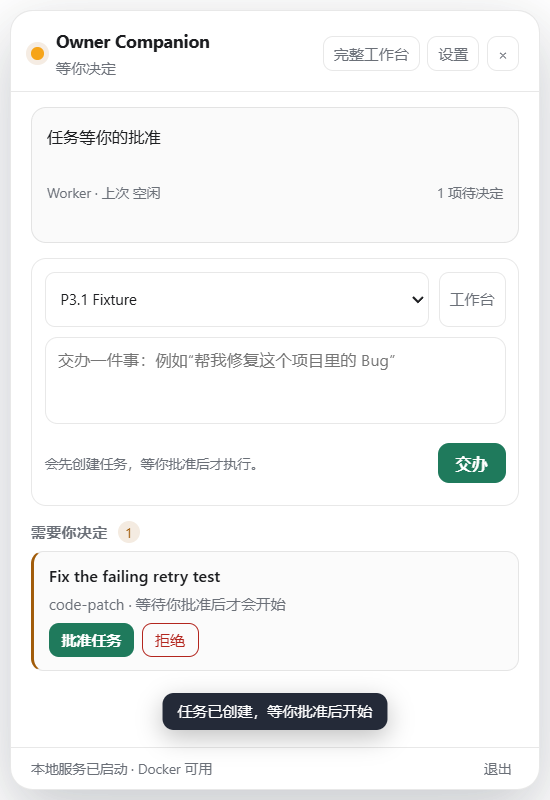 Owner Companion
等你决定
完整工作台
设置
×
任务等你的批准
Worker · 上次 空闲
1 项待决定
P3.1 Fixture
工作台
交办一件事：例如“帮我修复这个项目里的 Bug”
会先创建任务，等你批准后才执行。
交办
需要你决定 1
Fix the failing retry test
code-patch · 等待你批准后才会开始
批准任务
拒绝
任务已创建，等你批准后开始
本地服务已启动 · Docker 可用
退出